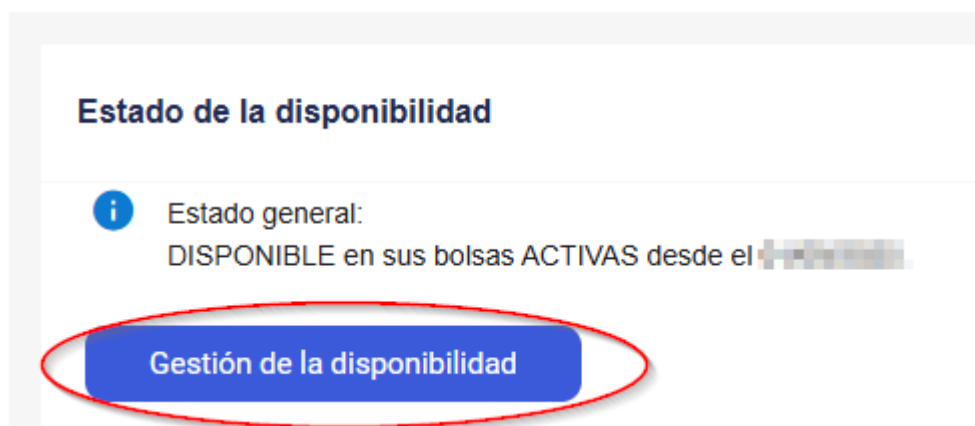 Estado de la disponibilidad
Estado general:
DISPONIBLE en sus bolsas ACTIVAS desde el
Gestión de la disponibilidad